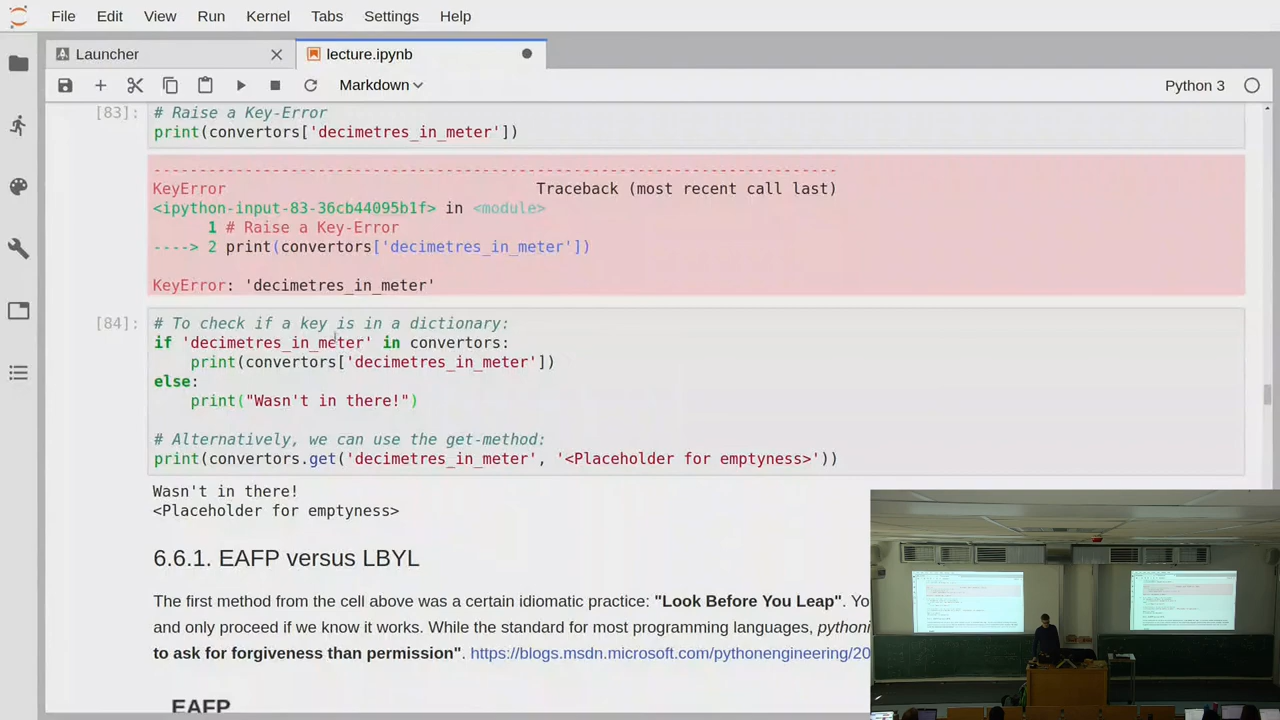 File Edit View Run Kernel Tabs Settings Help
Launcher lecture.ipynb
Markdown Python 3
[83]: # Raise a Key-Error
print(convertors['decimetres_in_meter'])
---------------------------------------------------------------------------
KeyError Traceback (most recent call last)
<ipython-input-83-36cb44095b1f> in <module>
1 # Raise a Key-Error
----> 2 print(convertors['decimetres_in_meter'])
KeyError: 'decimetres_in_meter'
[84]: # To check if a key is in a dictionary:
if 'decimetres_in_meter' in convertors:
print(convertors['decimetres_in_meter'])
else:
print("Wasn't in there!")
# Alternatively, we can use the get-method:
print(convertors.get('decimetres_in_meter', '<Placeholder for emptyness>'))
Wasn't in there!
<Placeholder for emptyness>
6.6.1. EAFP versus LBYL
The first method from the cell above was a certain idiomatic practice: "Look Before You Leap". Yo
and only proceed if we know it works. While the standard for most programming languages, pythoni
to ask for forgiveness than permission". https://blogs.msdn.microsoft.com/pythonengineering/20
EAFP